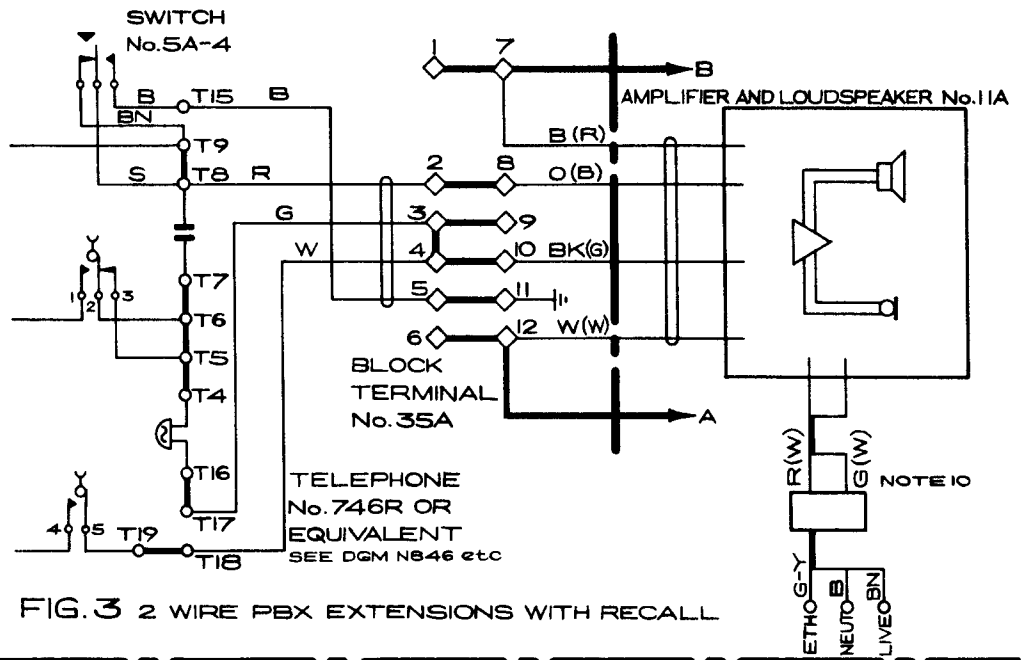 SWITCH
No.5A-4
1
7
B
AMPLIFIER AND LOUDSPEAKER No.11A
B
T15
B
BN
B(R)
T9
2
8
O(B)
S
T8
R
G
3
9
W
4
10
BK(G)
T7
5
11
1
2
3
T6
6
12
W(W)
T5
BLOCK
TERMINAL
No.35A
T4
A
T16
R(W)
G(W)
NOTE 10
TELEPHONE
No.746R OR
EQUIVALENT
SEE DGM N846 etc
T17
4
5
T19
T18
G-Y
B
BN
ETH
NEUT
LIVE
FIG.3 2 WIRE PBX EXTENSIONS WITH RECALL